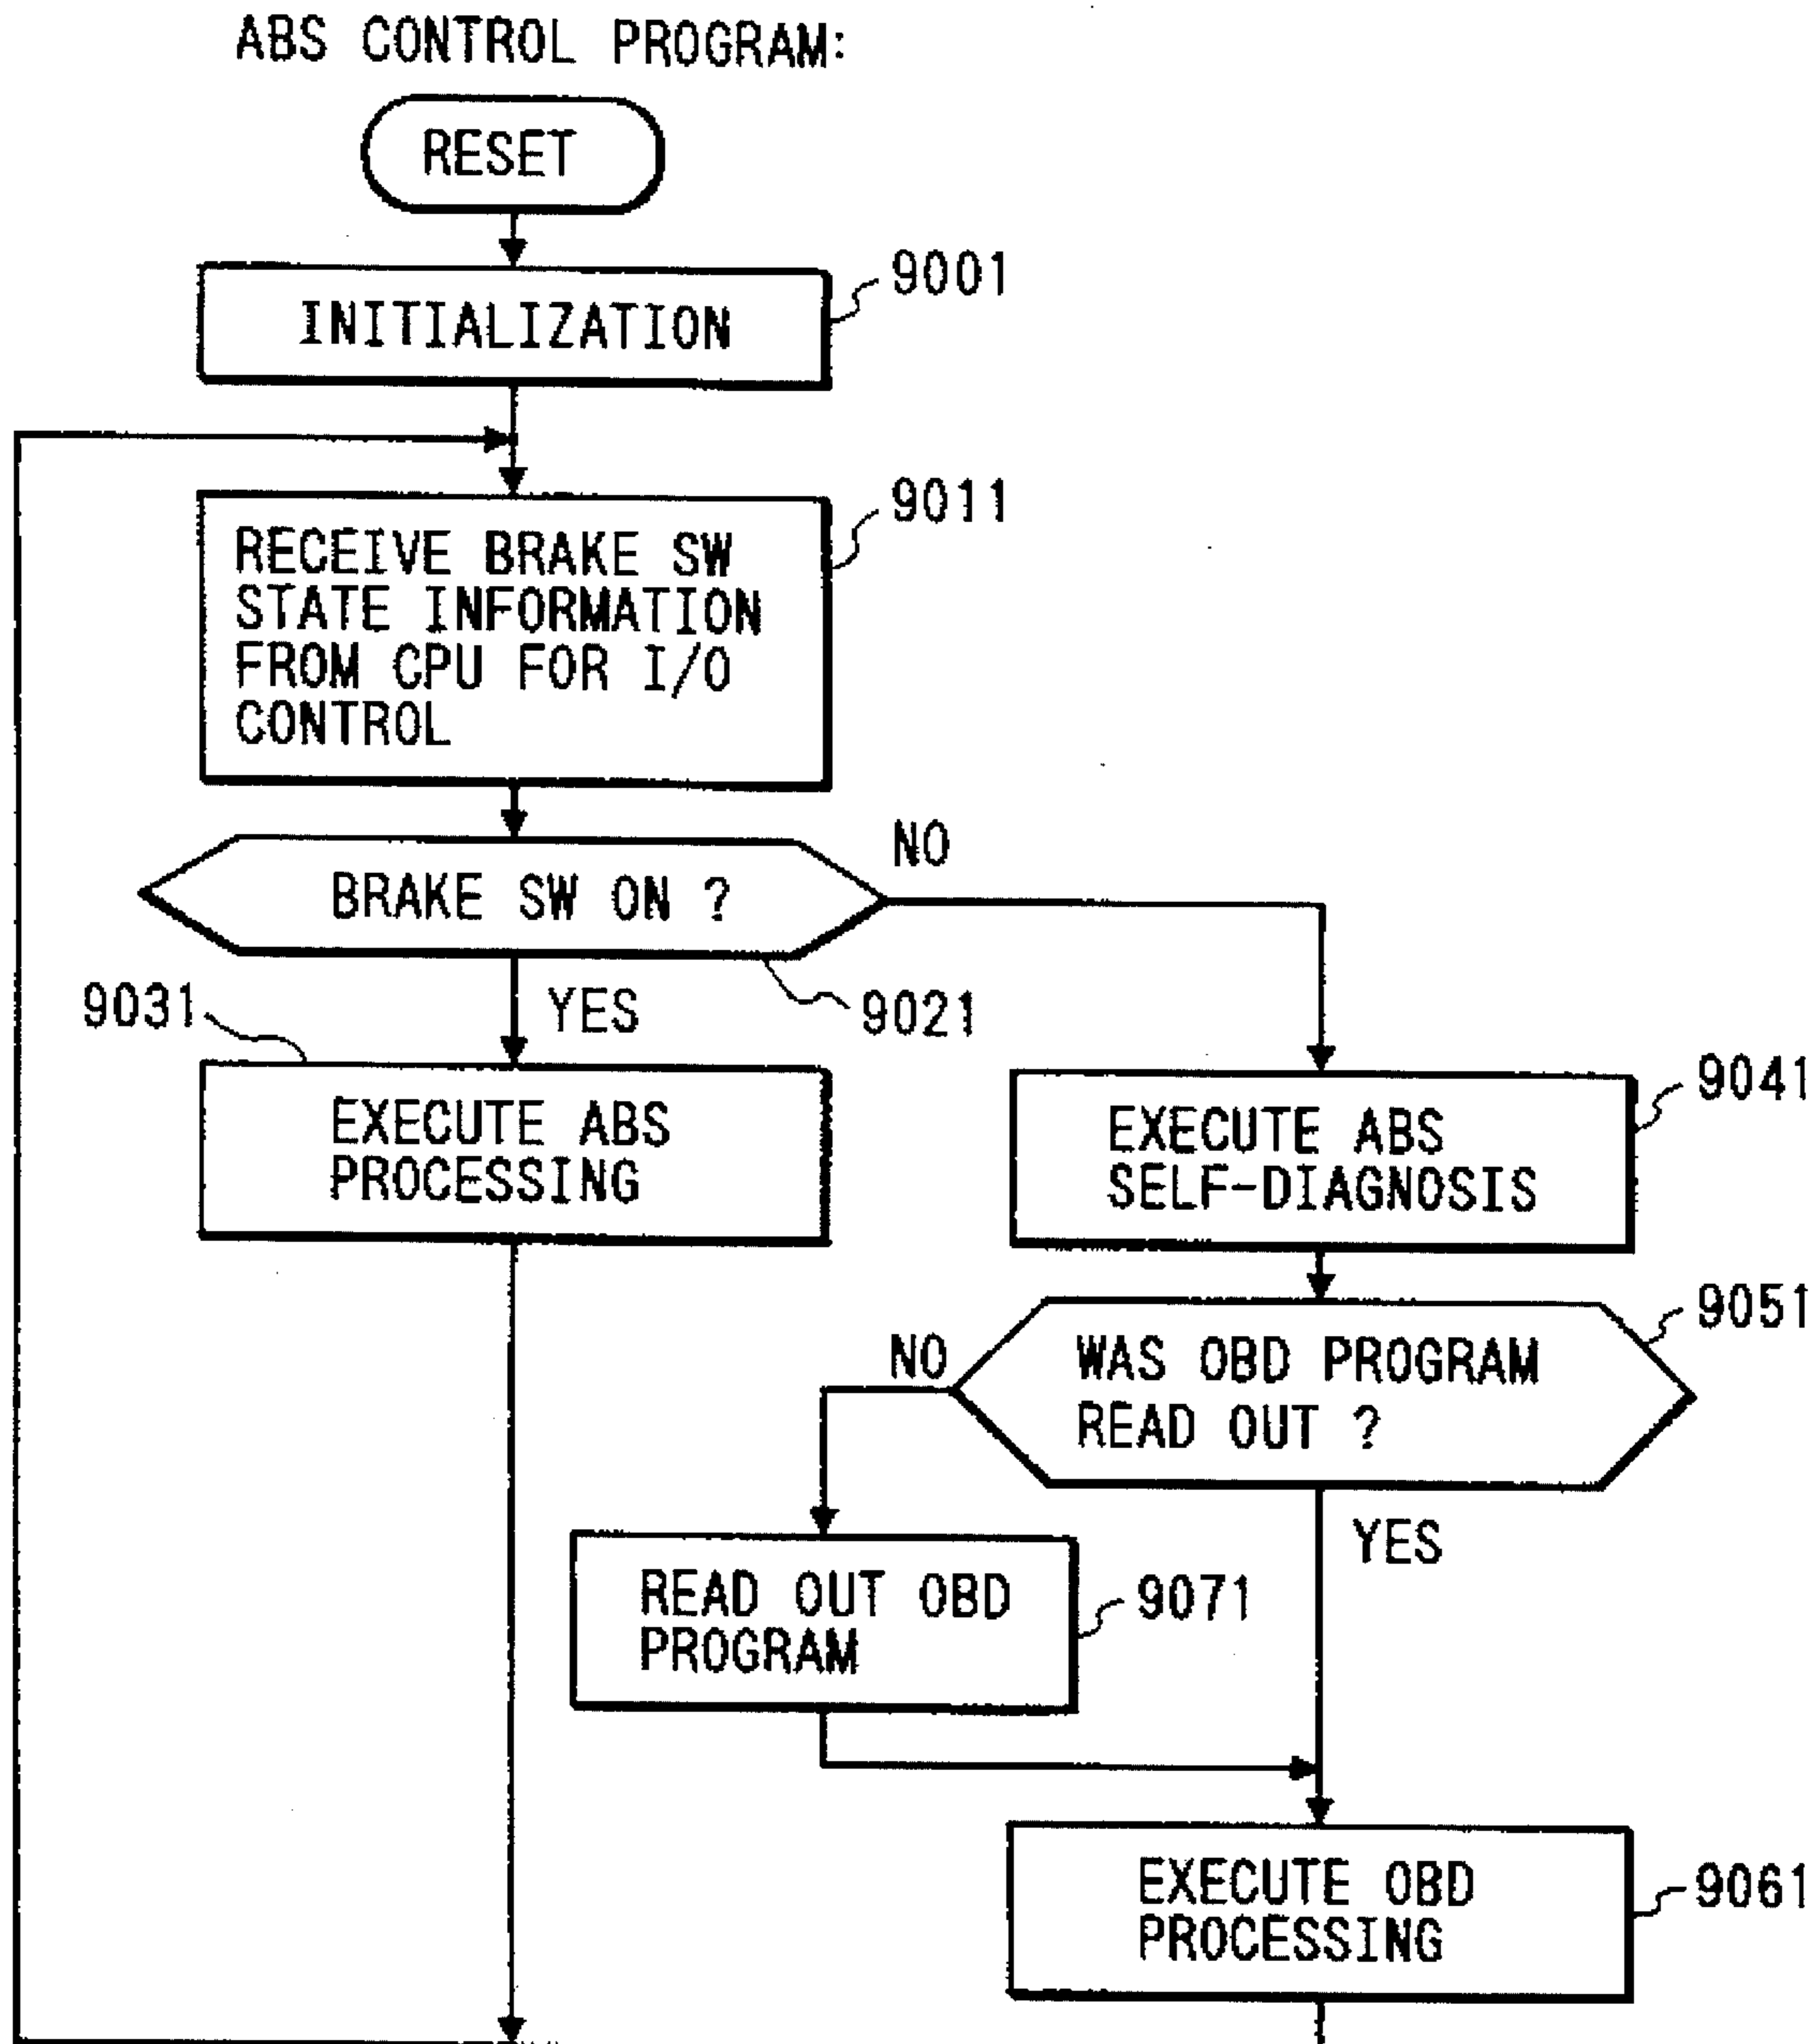 ABS CONTROL PROGRAM:
RESET
9001
INITIALIZATION
9011
RECEIVE BRAKE SW
STATE INFORMATION
FROM CPU FOR I/O
CONTROL
NO
BRAKE SW ON ?
9031
YES
9021
EXECUTE ABS
PROCESSING
9041
EXECUTE ABS
SELF-DIAGNOSIS
9051
NO
WAS OBD PROGRAM
READ OUT ?
YES
READ OUT OBD
PROGRAM
9071
EXECUTE OBD
PROCESSING
9061